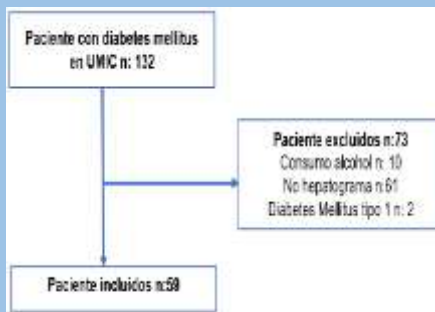 Paciente con diabetes mellitus
en UMIC n: 132
Paciente excluidos n:73
Consumo alcohol n: 10
No hepatograma n:61
Diabetes Mellitus tipo 1 n: 2
Paciente incluidos n:59